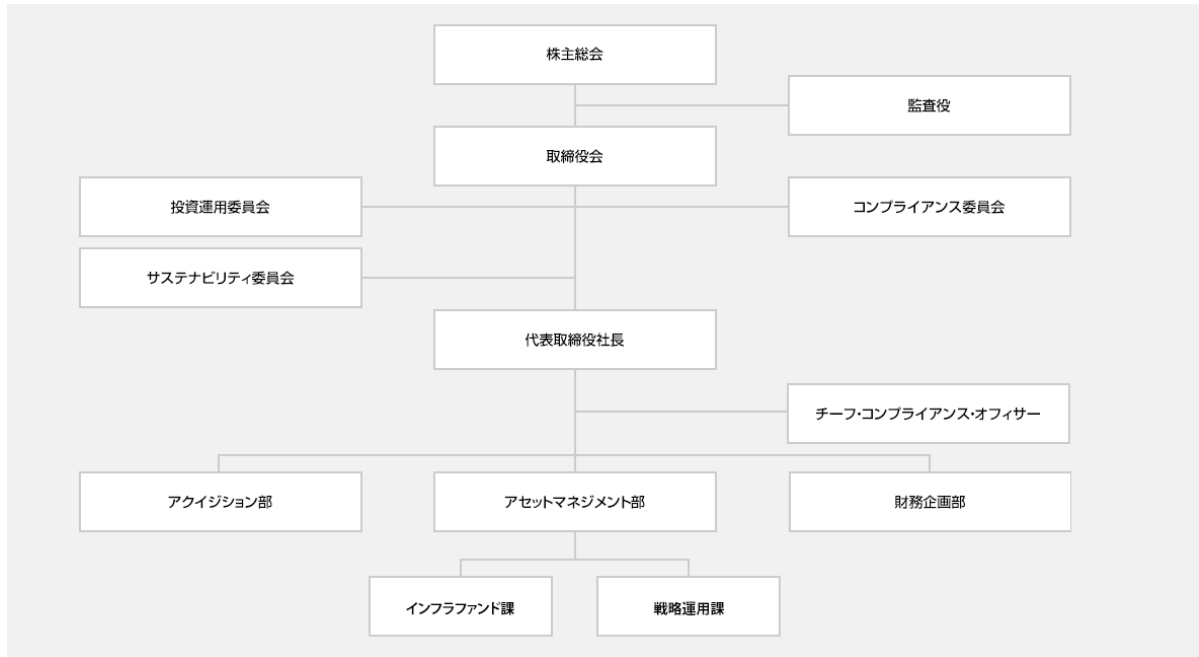 株主総会
監査役
取締役会
投資運用委員会
コンプライアンス委員会
サステナビリティ委員会
代表取締役社長
チーフ・コンプライアンス・オフィサー
アクイジション部
アセットマネジメント部
財務企画部
インフラファンド課
戦略運用課